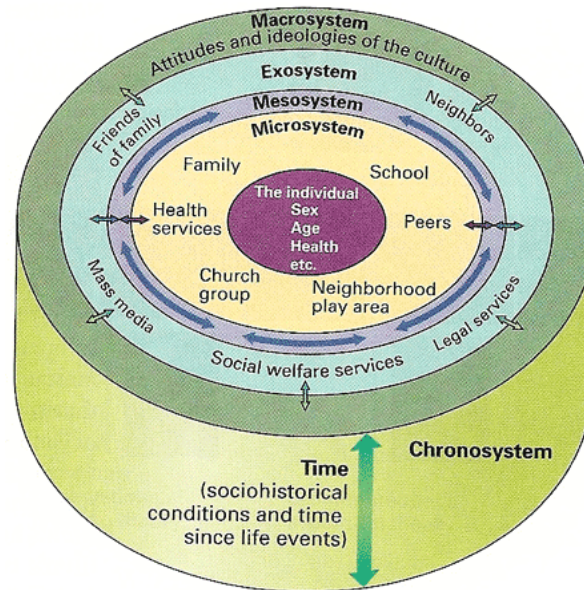 Macrosystem
Attitudes and ideologies of the culture
Exosystem
Mesosystem
Microsystem
Friends
of family
Neighbors
Family
School
The individual
Sex
Age
Health
etc.
Health
services
Peers
Church
group
Neighborhood
play area
Mass media
Legal services
Social welfare services
Chronosystem
Time
(sociohistorical
conditions and time
since life events)